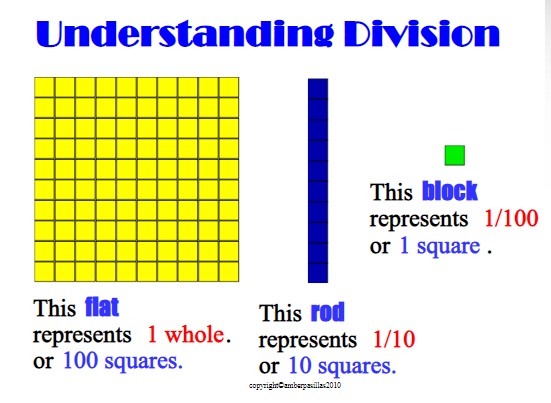 Understanding Division
This flat
represents 1 whole.
or 100 squares.
This rod
represents 1/10
or 10 squares.
This block
represents 1/100
or 1 square .
copyright©amberpasillas2010